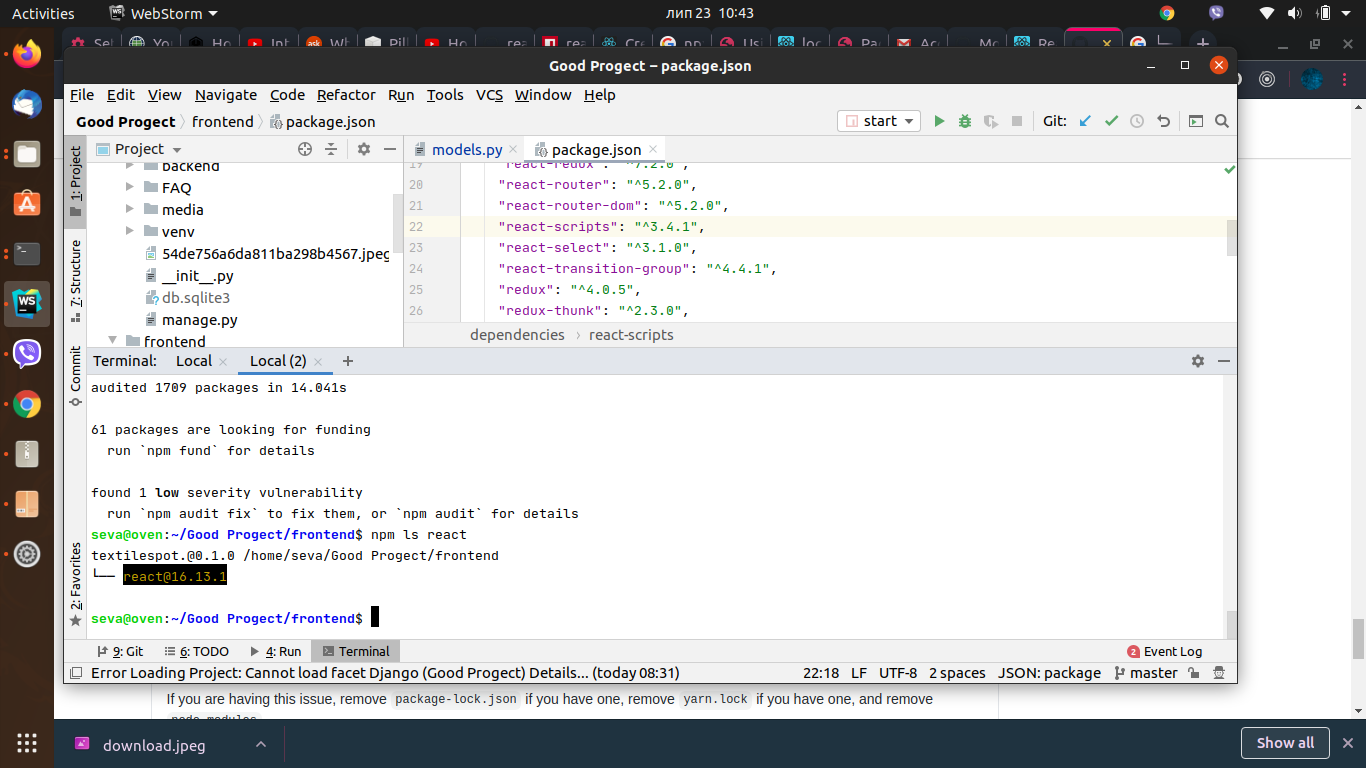 Activities
WebStorm
лип 23 10:43
Set
You
Ho
Int
ask
Wh
Pill
Ho
rea
rea
Cre
np
Us
loc
Pa
Ac
Mo
Re
Good Progect – package.json
File Edit View Navigate Code Refactor Run Tools VCS Window Help
Good Progect frontend package.json
start
Git:
1: Project
Project
models.py
package.json
backend
FAQ
media
venv
54de756a6da811ba298b4567.jpeg
__init__.py
db.sqlite3
manage.py
frontend
19 "react-redux": "^7.2.0",
20 "react-router": "^5.2.0",
21 "react-router-dom": "^5.2.0",
22 "react-scripts": "^3.4.1",
23 "react-select": "^3.1.0",
24 "react-transition-group": "^4.4.1",
25 "redux": "^4.0.5",
26 "redux-thunk": "^2.3.0",
dependencies › react-scripts
7: Structure
Commit
2: Favorites
Terminal: Local Local (2)
audited 1709 packages in 14.041s
61 packages are looking for funding
run `npm fund` for details
found 1 low severity vulnerability
run `npm audit fix` to fix them, or `npm audit` for details
seva@oven:~/Good Progect/frontend$ npm ls react
textilespot.@0.1.0 /home/seva/Good Progect/frontend
└── react@16.13.1
seva@oven:~/Good Progect/frontend$
9: Git 6: TODO 4: Run Terminal
2 Event Log
Error Loading Project: Cannot load facet Django (Good Progect) Details... (today 08:31)
22:18 LF UTF-8 2 spaces JSON: package master
If you are having this issue, remove package-lock.json if you have one, remove yarn.lock if you have one, and remove
node_modules
download.jpeg
Show all